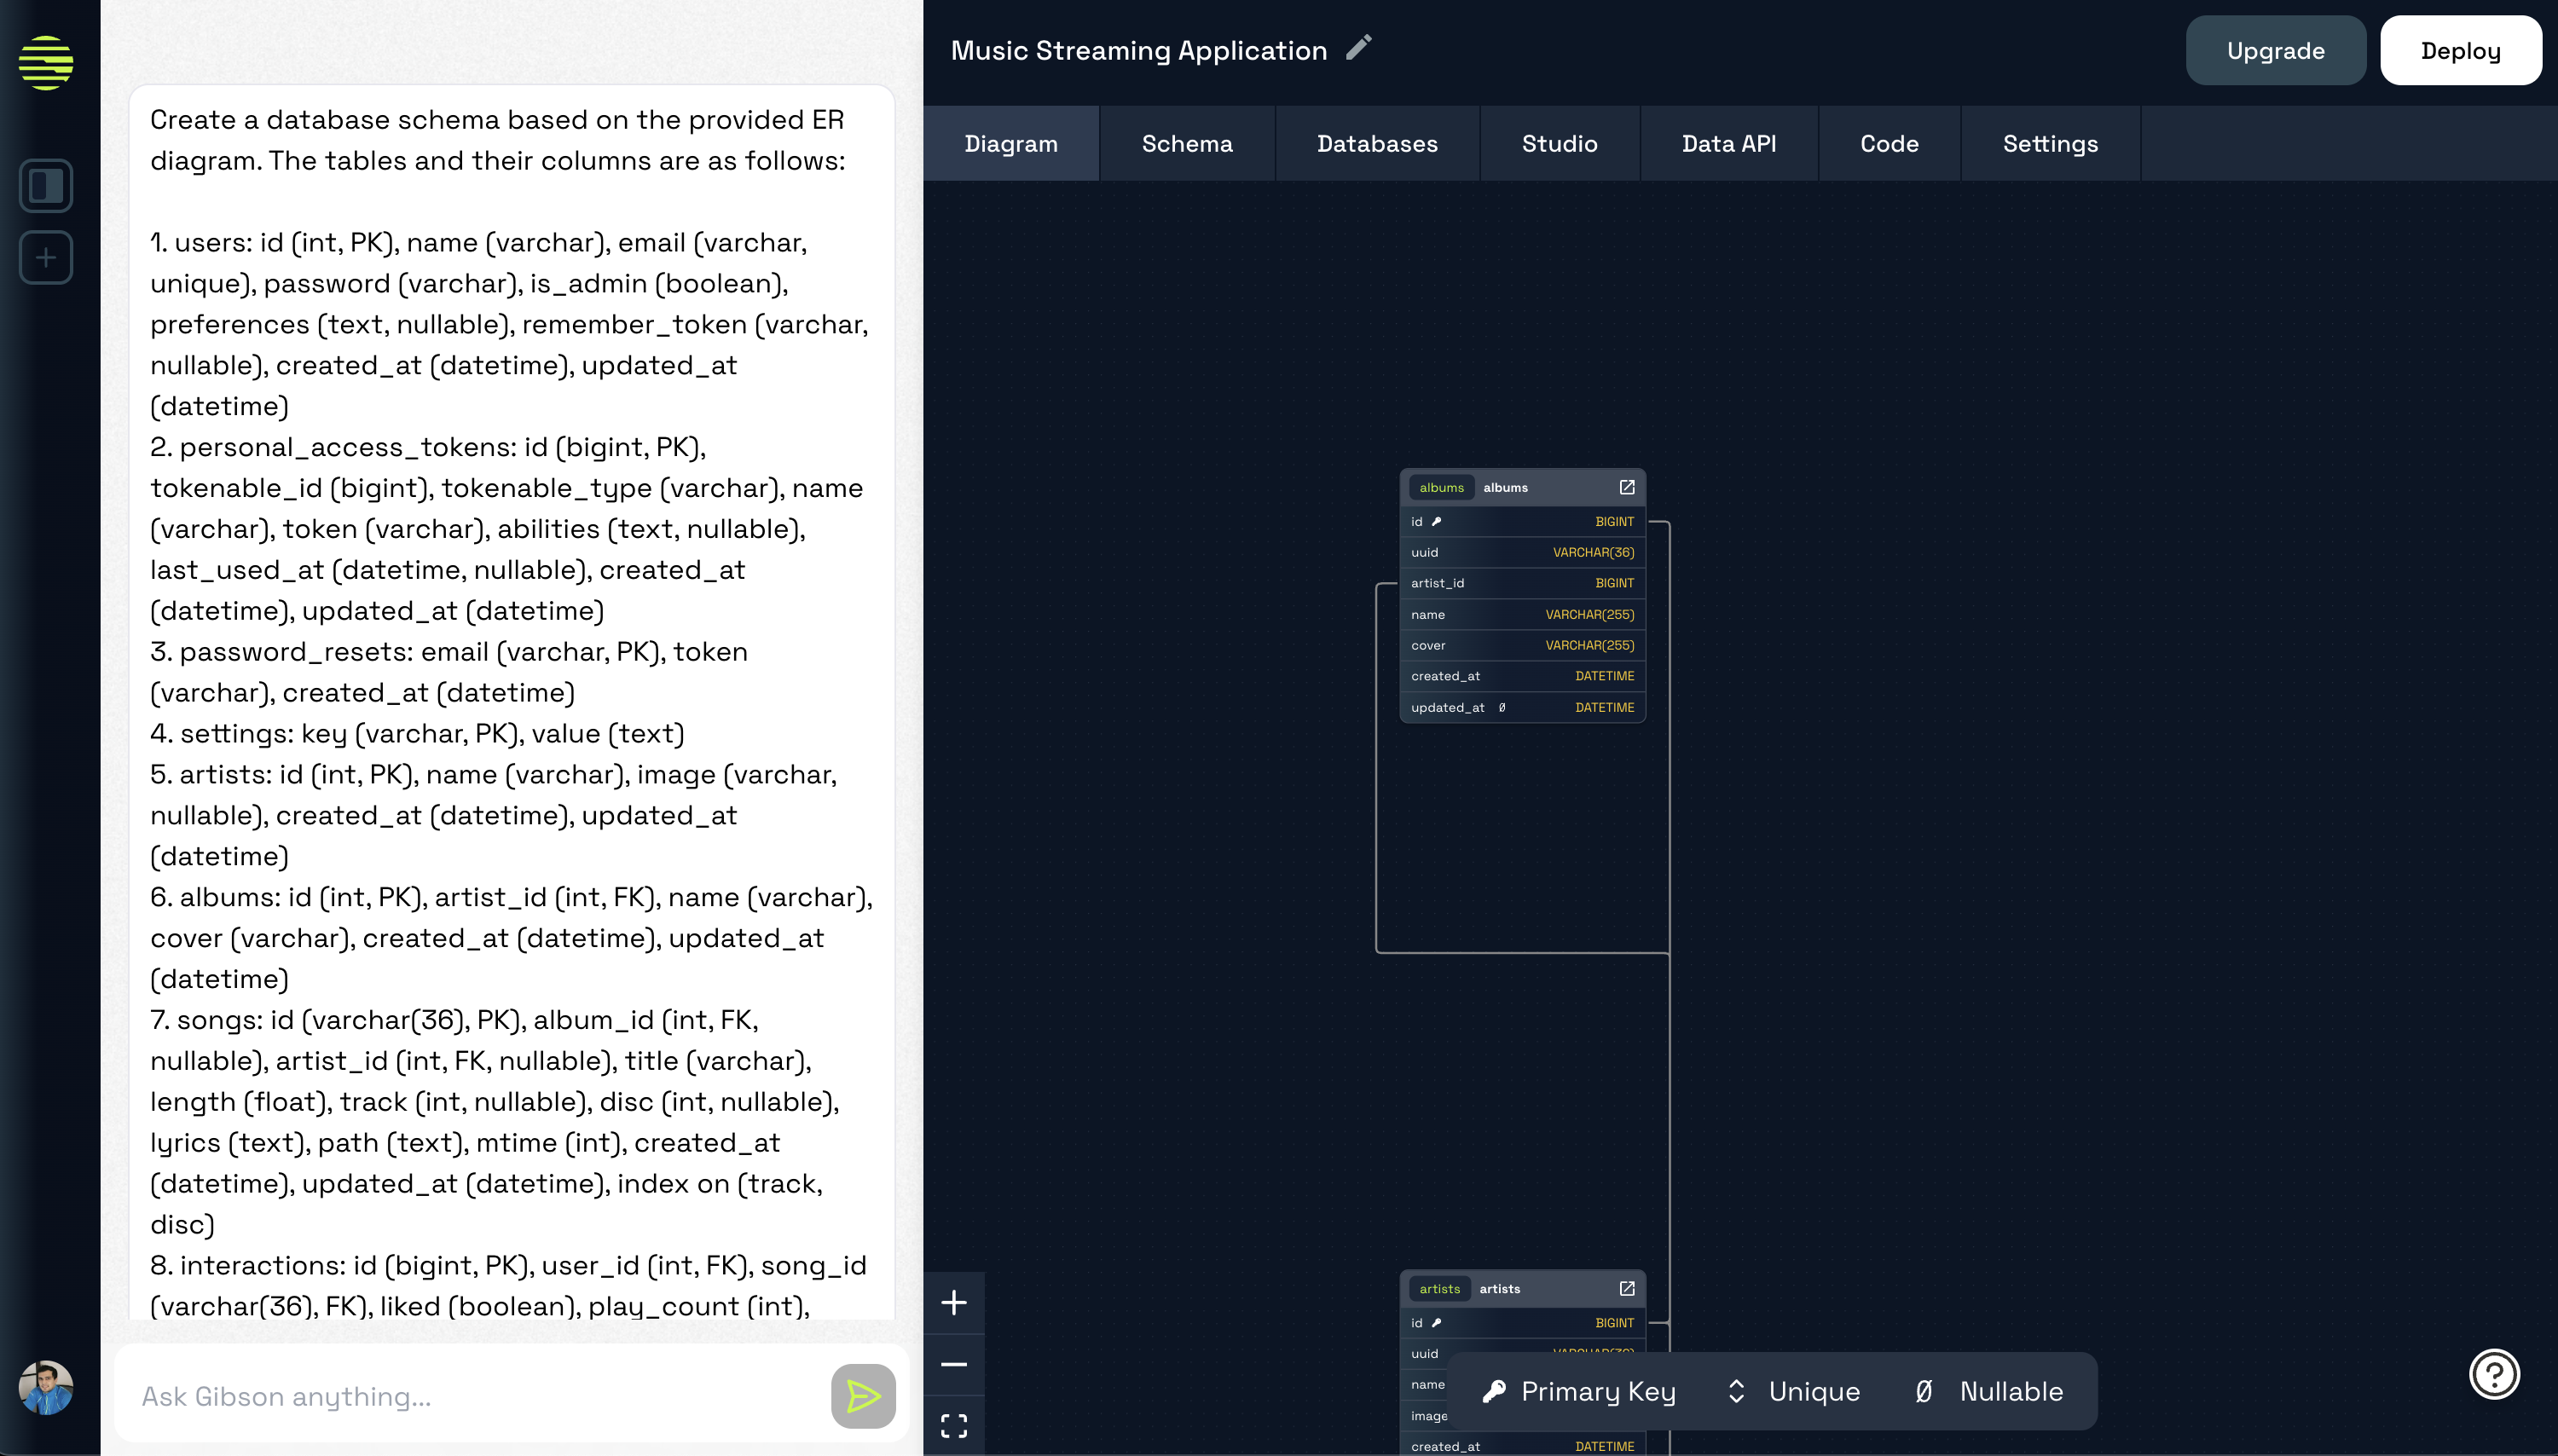 Create a database schema based on the provided ER
diagram. The tables and their columns are as follows:
1. users: id (int, PK), name (varchar), email (varchar,
unique), password (varchar), is_admin (boolean),
preferences (text, nullable), remember_token (varchar,
nullable), created_at (datetime), updated_at
(datetime)
2. personal_access_tokens: id (bigint, PK),
tokenable_id (bigint), tokenable_type (varchar), name
(varchar), token (varchar), abilities (text, nullable),
last_used_at (datetime, nullable), created_at
(datetime), updated_at (datetime)
3. password_resets: email (varchar, PK), token
(varchar), created_at (datetime)
4. settings: key (varchar, PK), value (text)
5. artists: id (int, PK), name (varchar), image (varchar,
nullable), created_at (datetime), updated_at
(datetime)
6. albums: id (int, PK), artist_id (int, FK), name (varchar),
cover (varchar), created_at (datetime), updated_at
(datetime)
7. songs: id (varchar(36), PK), album_id (int, FK,
nullable), artist_id (int, FK, nullable), title (varchar),
length (float), track (int, nullable), disc (int, nullable),
lyrics (text), path (text), mtime (int), created_at
(datetime), updated_at (datetime), index on (track,
disc)
8. interactions: id (bigint, PK), user_id (int, FK), song_id
(varchar(36), FK), liked (boolean), play_count (int),
Ask Gibson anything...
Music Streaming Application
Upgrade
Deploy
Diagram Schema Databases Studio Data API Code Settings
albums albums
id BIGINT
uuid VARCHAR(36)
artist_id BIGINT
name VARCHAR(255)
cover VARCHAR(255)
created_at DATETIME
updated_at Ø DATETIME
artists artists
id BIGINT
uuid VARCHAR(36)
name
image
created_at DATETIME
Primary Key Unique Ø Nullable